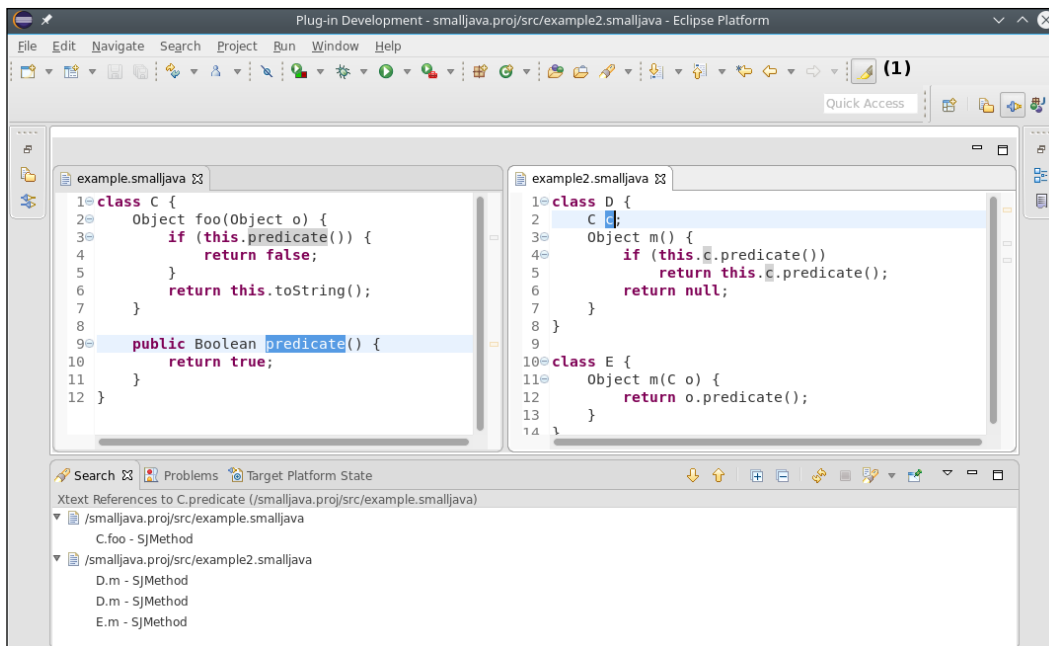 Plug-in Development - smalljava.proj/src/example2.smalljava - Eclipse Platform
File Edit Navigate Search Project Run Window Help
(1)
Quick Access
example.smalljava
1 class C {
2 Object foo(Object o) {
3 if (this.predicate()) {
4 return false;
5 }
6 return this.toString();
7 }
8
9 public Boolean predicate() {
10 return true;
11 }
12 }
example2.smalljava
1 class D {
2 C c;
3 Object m() {
4 if (this.c.predicate())
5 return this.c.predicate();
6 return null;
7 }
8 }
9
10 class E {
11 Object m(C o) {
12 return o.predicate();
13 }
14 }
Search Problems Target Platform State
Xtext References to C.predicate (/smalljava.proj/src/example.smalljava)
/smalljava.proj/src/example.smalljava
C.foo - SJMethod
/smalljava.proj/src/example2.smalljava
D.m - SJMethod
D.m - SJMethod
E.m - SJMethod